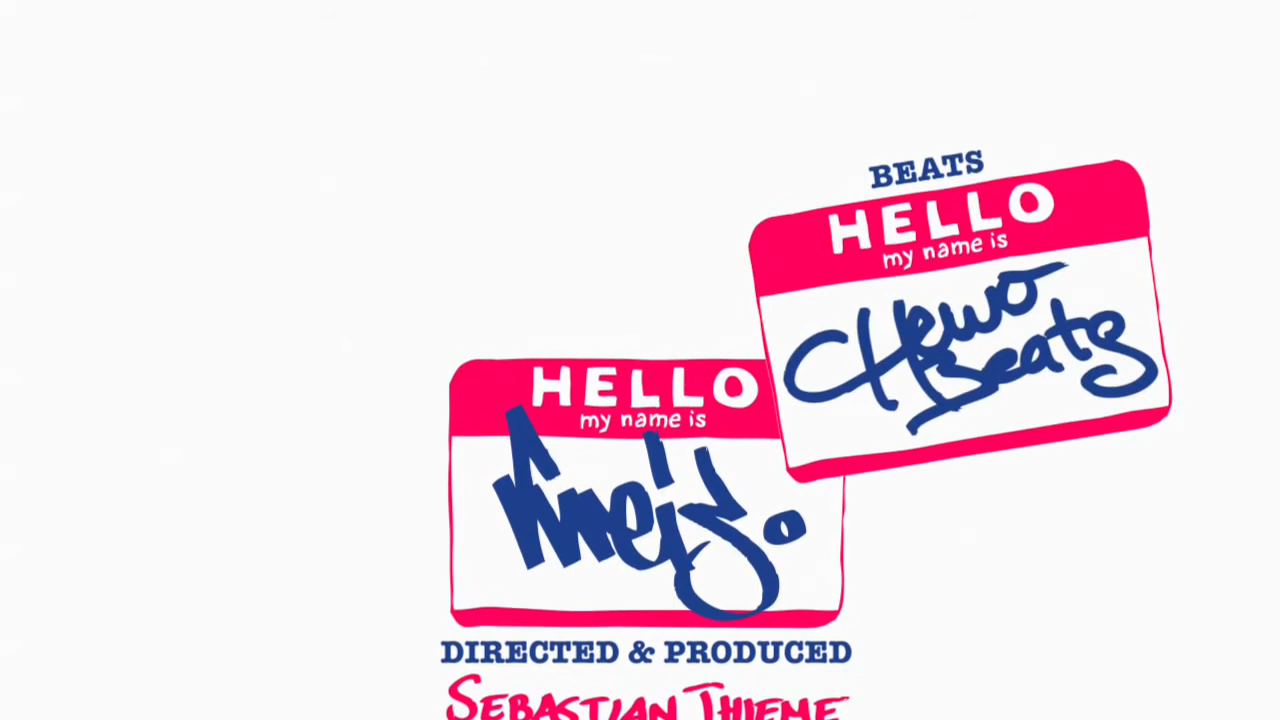 BEATS
HELLO
my name is
Chewo
Beats
HELLO
my name is
DIRECTED & PRODUCED
SEBASTIAN THIEME